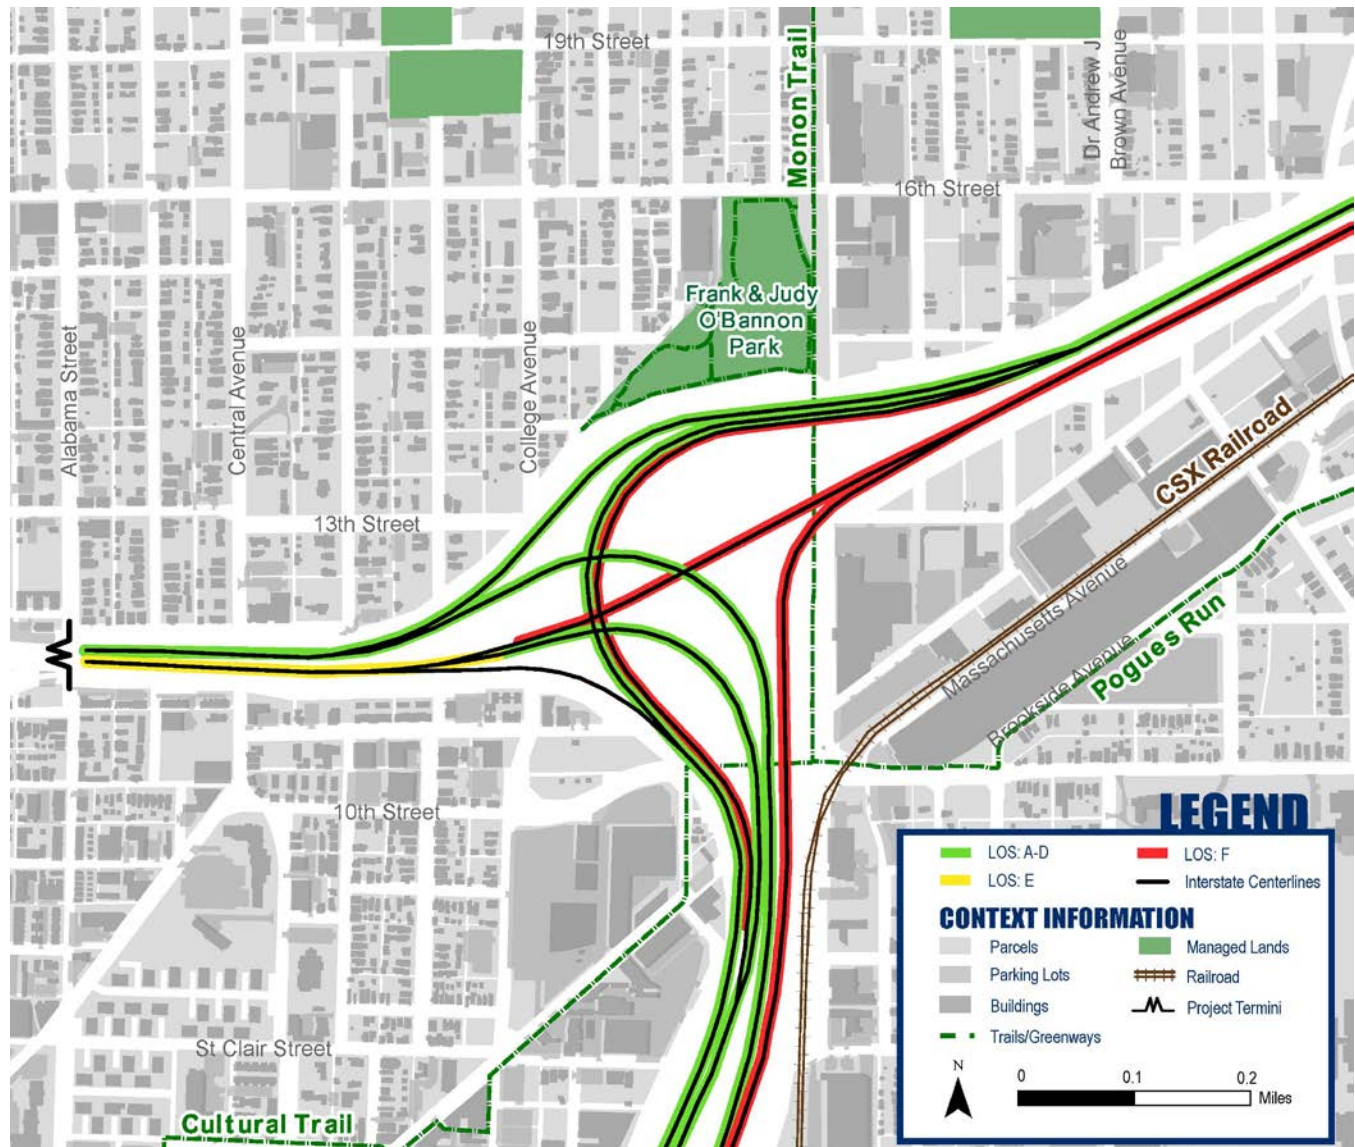 19th Street
Monon Trail
Dr Andrew J
Brown Avenue
16th Street
Frank & Judy
O'Bannon
Park
Alabama Street
Central Avenue
College Avenue
13th Street
CSX Railroad
Massachusetts Avenue
Brookside Avenue
Pogues Run
10th Street
St Clair Street
Cultural Trail
LEGEND
LOS: A-D
LOS: F
LOS: E
Interstate Centerlines
CONTEXT INFORMATION
Parcels
Managed Lands
Parking Lots
Railroad
Buildings
Project Termini
Trails/Greenways
N
0 0.1 0.2
Miles